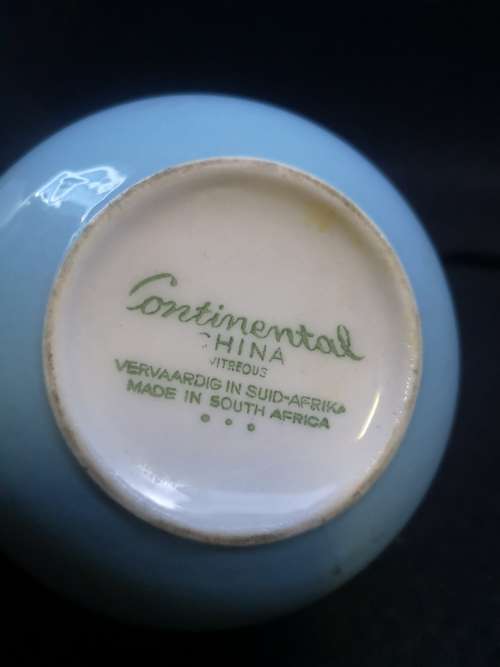 Continental
CHINA
VITREOUS
VERVAARDIG IN SUID-AFRIKA
MADE IN SOUTH AFRICA